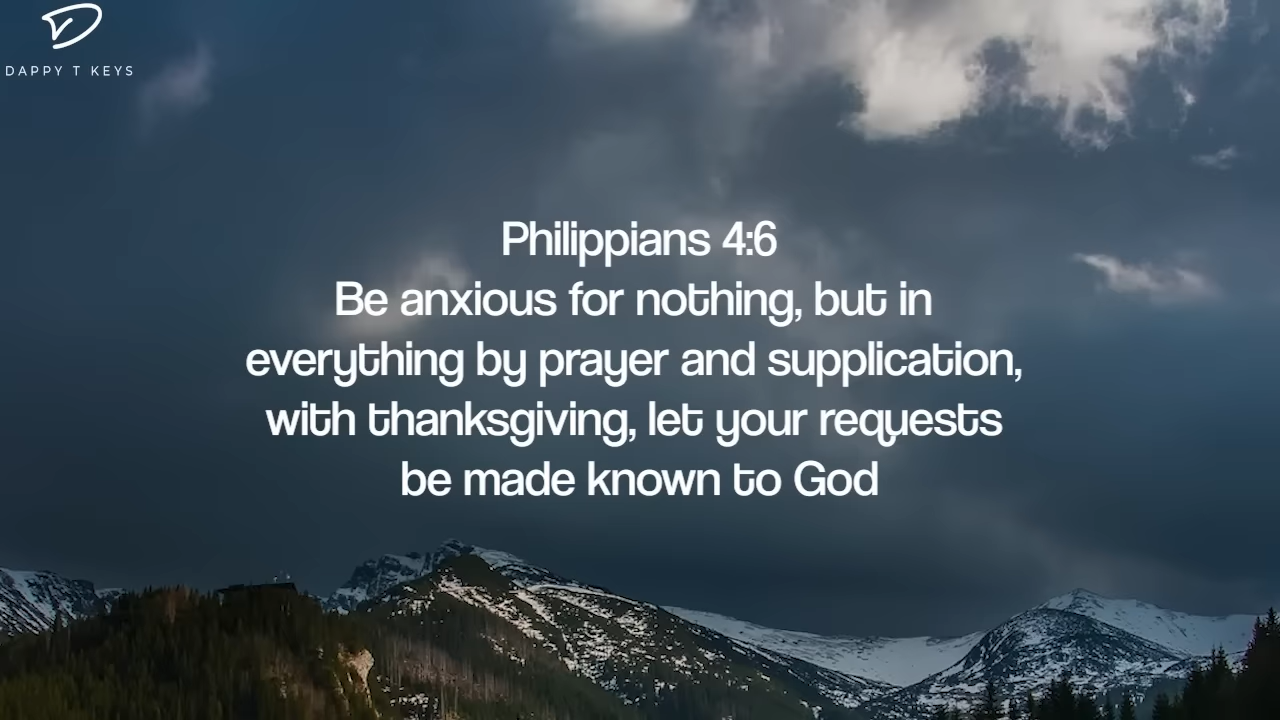 DAPPY T KEYS
Philippians 4:6
Be anxious for nothing, but in
everything by prayer and supplication,
with thanksgiving, let your requests
be made known to God